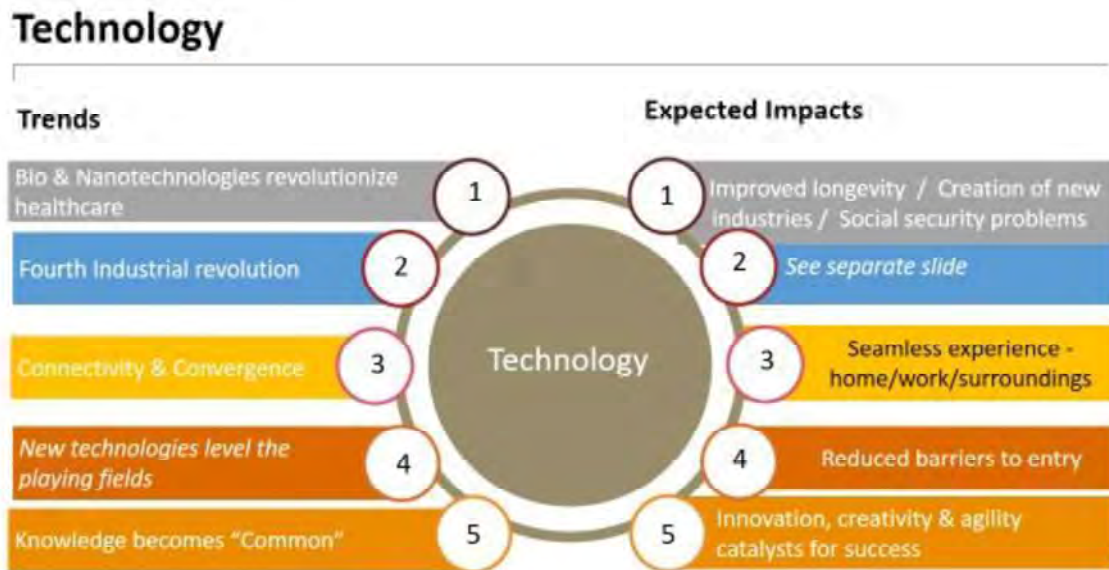 Technology
Trends
Expected Impacts
Bio & Nanotechnologies revolutionize
healthcare
1
1
Improved longevity / Creation of new
industries / Social security problems
Fourth Industrial revolution
2
2
See separate slide
Connectivity & Convergence
3
Technology
3
Seamless experience -
home/work/surroundings
New technologies level the
playing fields
4
4
Reduced barriers to entry
Knowledge becomes “Common”
5
5
Innovation, creativity & agility
catalysts for success